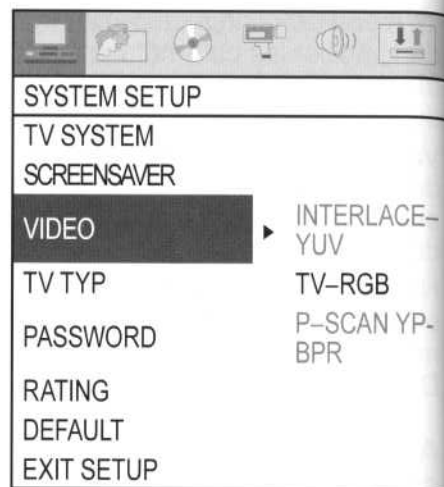 SYSTEM SETUP
TV SYSTEM
SCREENSAVER
VIDEO
INTERLACE–
YUV
TV TYP
TV–RGB
PASSWORD
P–SCAN YP-
BPR
RATING
DEFAULT
EXIT SETUP